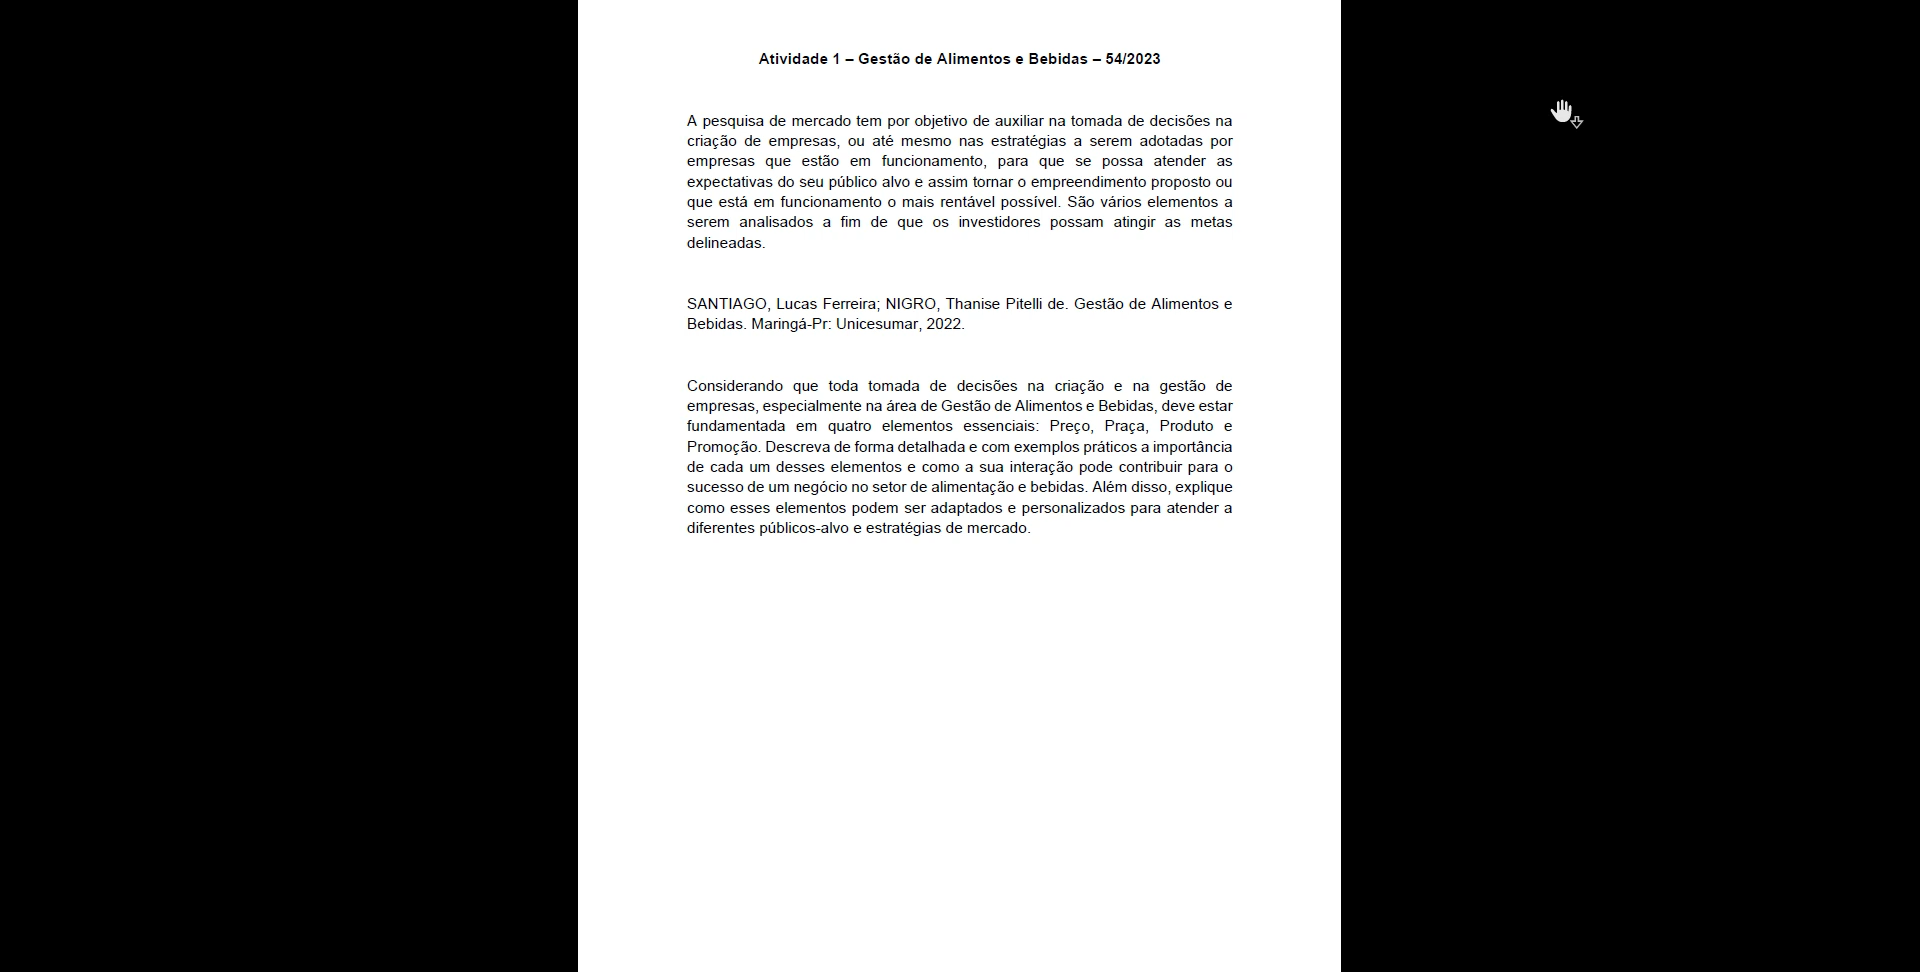 Atividade 1 – Gestão de Alimentos e Bebidas – 54/2023
A pesquisa de mercado tem por objetivo de auxiliar na tomada de decisões na
criação de empresas, ou até mesmo nas estratégias a serem adotadas por
empresas que estão em funcionamento, para que se possa atender as
expectativas do seu público alvo e assim tornar o empreendimento proposto ou
que está em funcionamento o mais rentável possível. São vários elementos a
serem analisados a fim de que os investidores possam atingir as metas
delineadas.
SANTIAGO, Lucas Ferreira; NIGRO, Thanise Pitelli de. Gestão de Alimentos e
Bebidas. Maringá-Pr: Unicesumar, 2022.
Considerando que toda tomada de decisões na criação e na gestão de
empresas, especialmente na área de Gestão de Alimentos e Bebidas, deve estar
fundamentada em quatro elementos essenciais: Preço, Praça, Produto e
Promoção. Descreva de forma detalhada e com exemplos práticos a importância
de cada um desses elementos e como a sua interação pode contribuir para o
sucesso de um negócio no setor de alimentação e bebidas. Além disso, explique
como esses elementos podem ser adaptados e personalizados para atender a
diferentes públicos-alvo e estratégias de mercado.